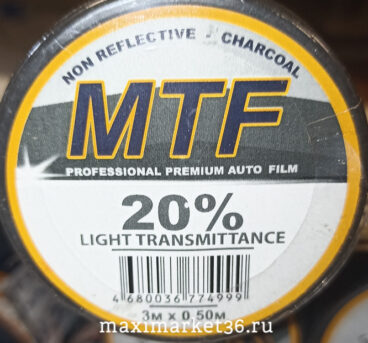 NON REFLECTIVE CHARCOAL
MTF
PROFESSIONAL PREMIUM AUTO FILM
20%
LIGHT TRANSMITTANCE
4 680036 774999
3м x 0,50м
maximarket36.ru